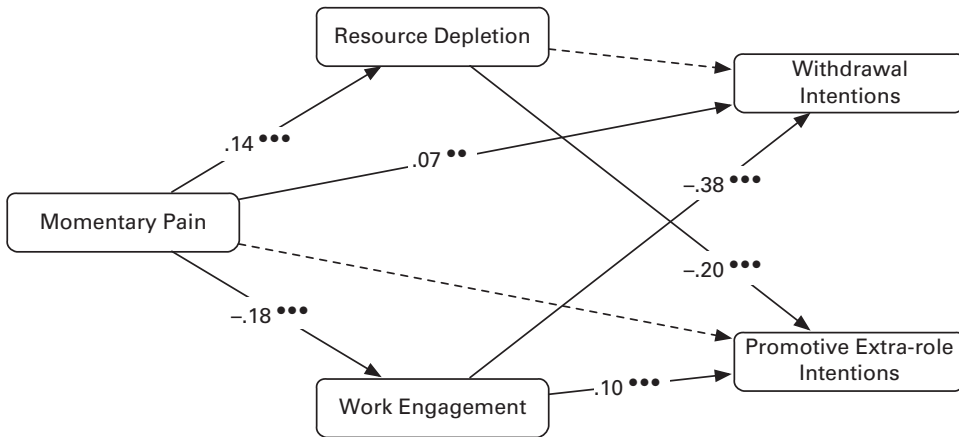 Resource Depletion
Withdrawal
Intentions
.14 •••
.07 ••
–.38 •••
Momentary Pain
–.20 •••
–.18 •••
Promotive Extra-role
Intentions
.10 •••
Work Engagement